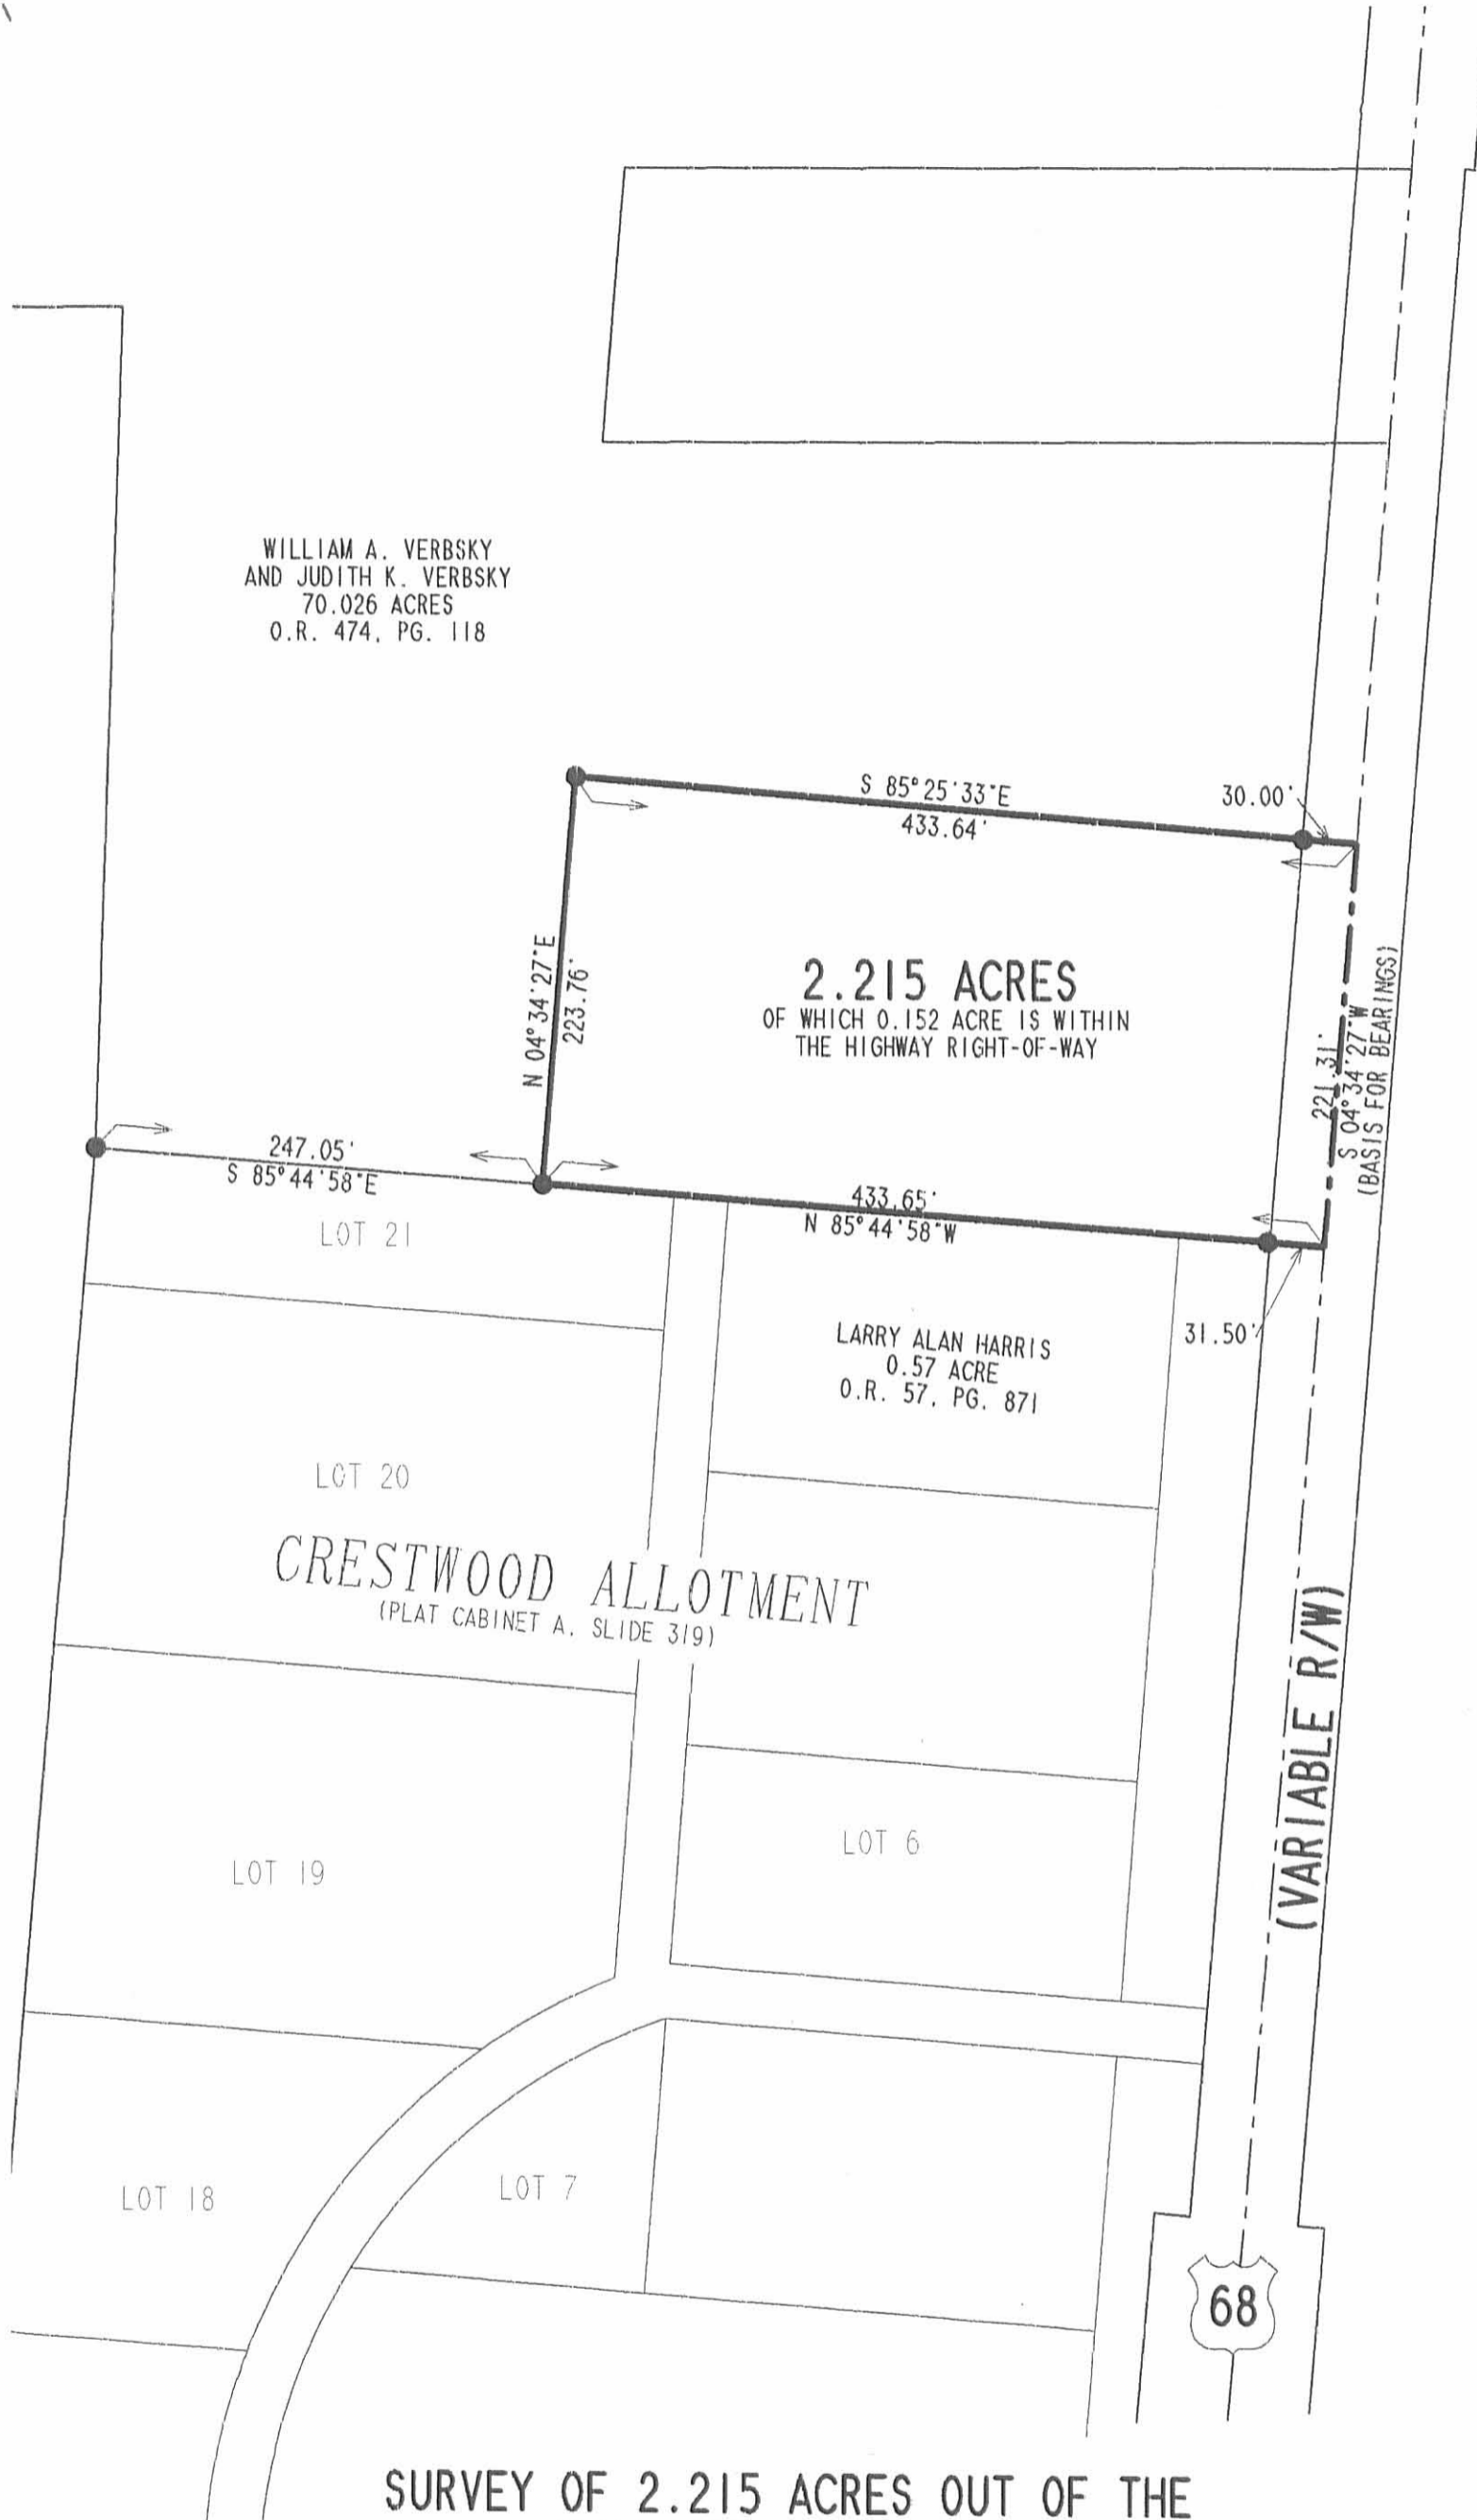 WILLIAM A. VERBSKY
AND JUDITH K. VERBSKY
70.026 ACRES
O.R. 474, PG. 118
S 85°25'33"E
433.64'
30.00'
N 04°34'27"E
223.76'
2.215 ACRES
OF WHICH 0.152 ACRE IS WITHIN
THE HIGHWAY RIGHT-OF-WAY
221.31'
S 04°34'27"W
(BASIS FOR BEARINGS)
247.05'
S 85°44'58"E
433.65'
N 85°44'58"W
31.50'
LOT 21
LARRY ALAN HARRIS
0.57 ACRE
O.R. 57, PG. 871
LOT 20
CRESTWOOD ALLOTMENT
(PLAT CABINET A, SLIDE 319)
(VARIABLE R/W)
LOT 19
LOT 6
LOT 18
LOT 7
68
SURVEY OF 2.215 ACRES OUT OF THE